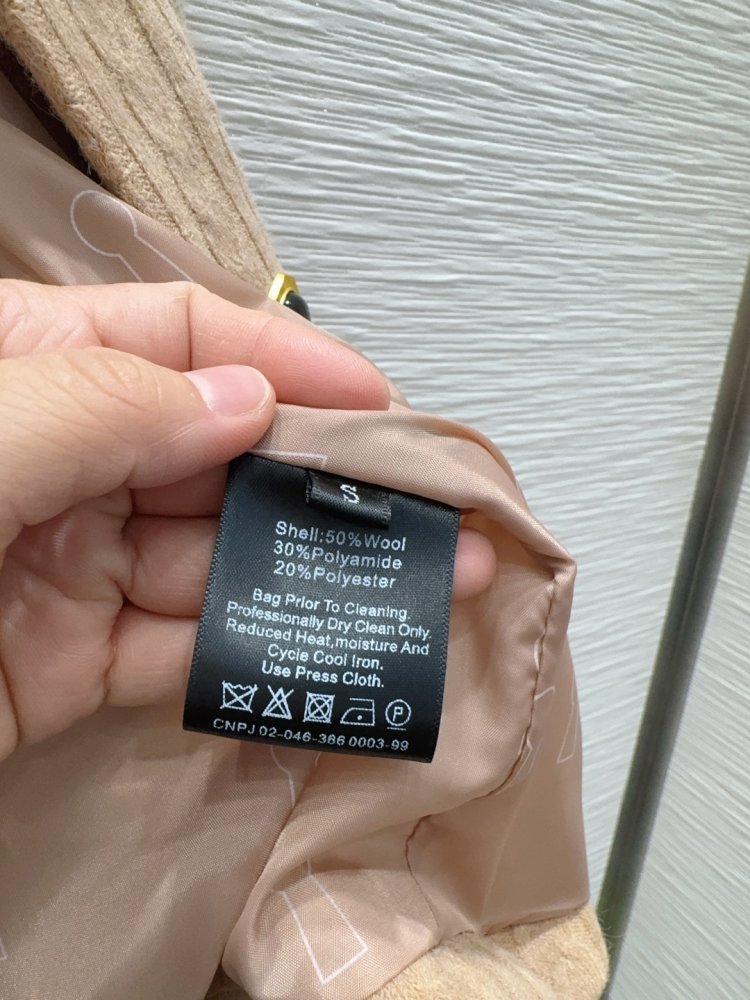 S
Shell:50%Wool
30%Polyamide
20%Polyester
Bag Prior To Cleaning.
Professionally Dry Clean Only.
Reduced Heat,moisture And
Cycle Cool Iron.
Use Press Cloth.
P
CNPJ 02-046-386 0003-99